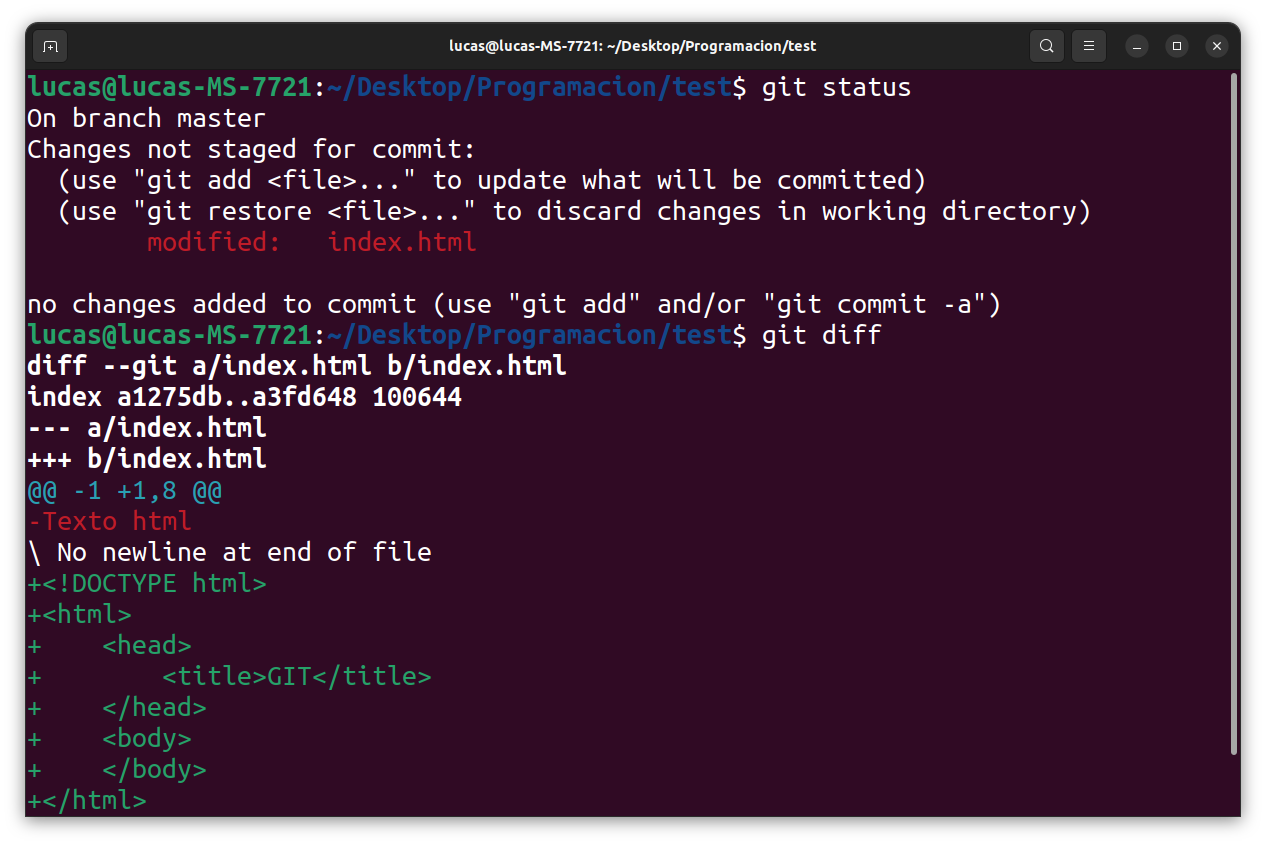 lucas@lucas-MS-7721: ~/Desktop/Programacion/test
lucas@lucas-MS-7721:~/Desktop/Programacion/test$ git status
On branch master
Changes not staged for commit:
  (use "git add <file>..." to update what will be committed)
  (use "git restore <file>..." to discard changes in working directory)
        modified:   index.html

no changes added to commit (use "git add" and/or "git commit -a")
lucas@lucas-MS-7721:~/Desktop/Programacion/test$ git diff
diff --git a/index.html b/index.html
index a1275db..a3fd648 100644
--- a/index.html
+++ b/index.html
@@ -1 +1,8 @@
-Texto html
\ No newline at end of file
+<!DOCTYPE html>
+<html>
+    <head>
+        <title>GIT</title>
+    </head>
+    <body>
+    </body>
+</html>